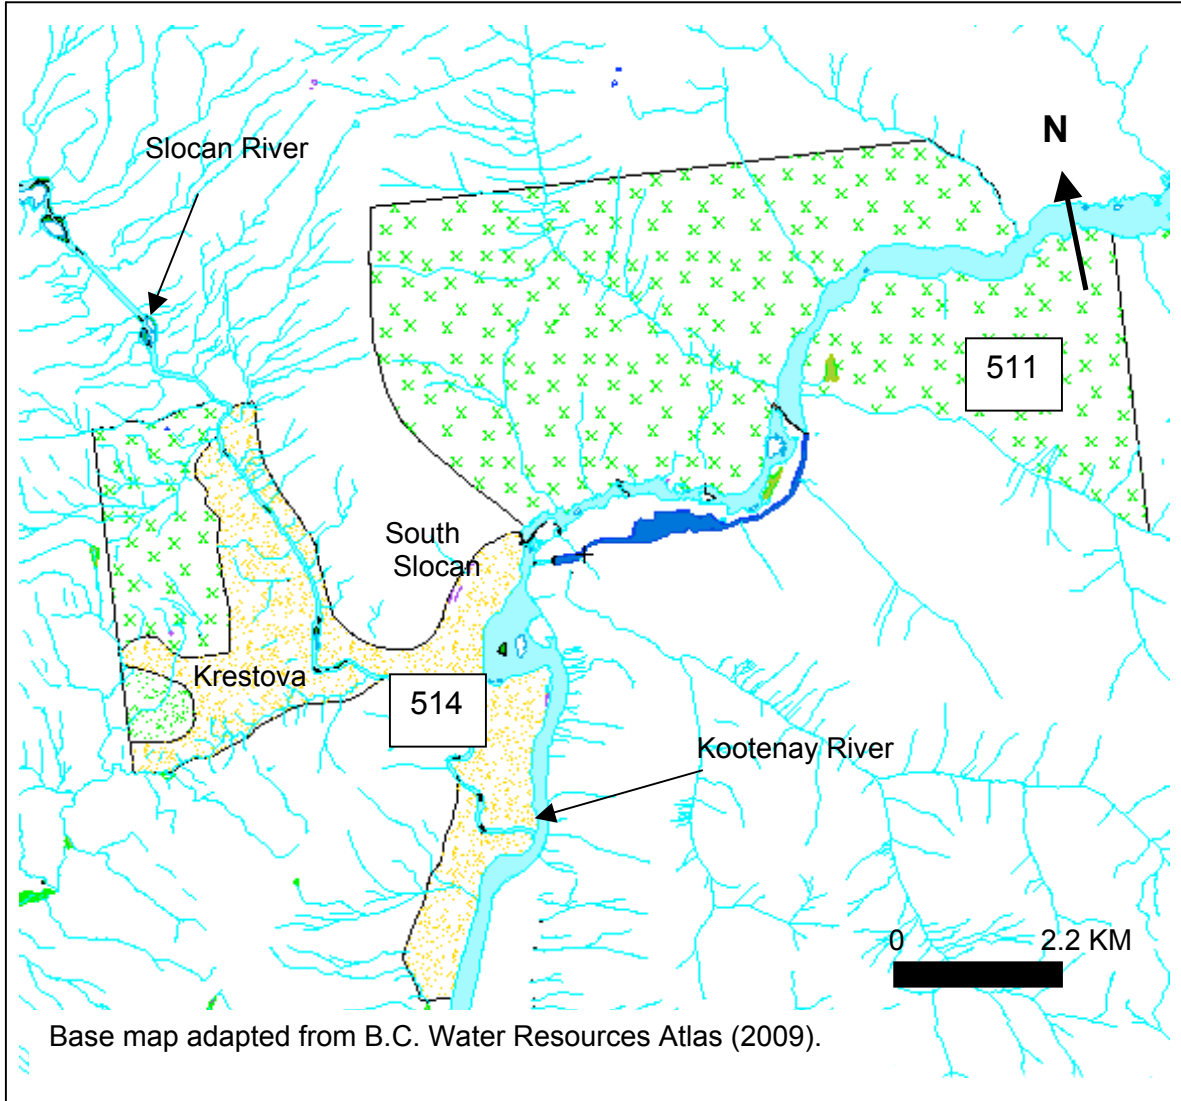 Slocan River
N
511
South
Slocan
Krestova
514
Kootenay River
0 2.2 KM
Base map adapted from B.C. Water Resources Atlas (2009).